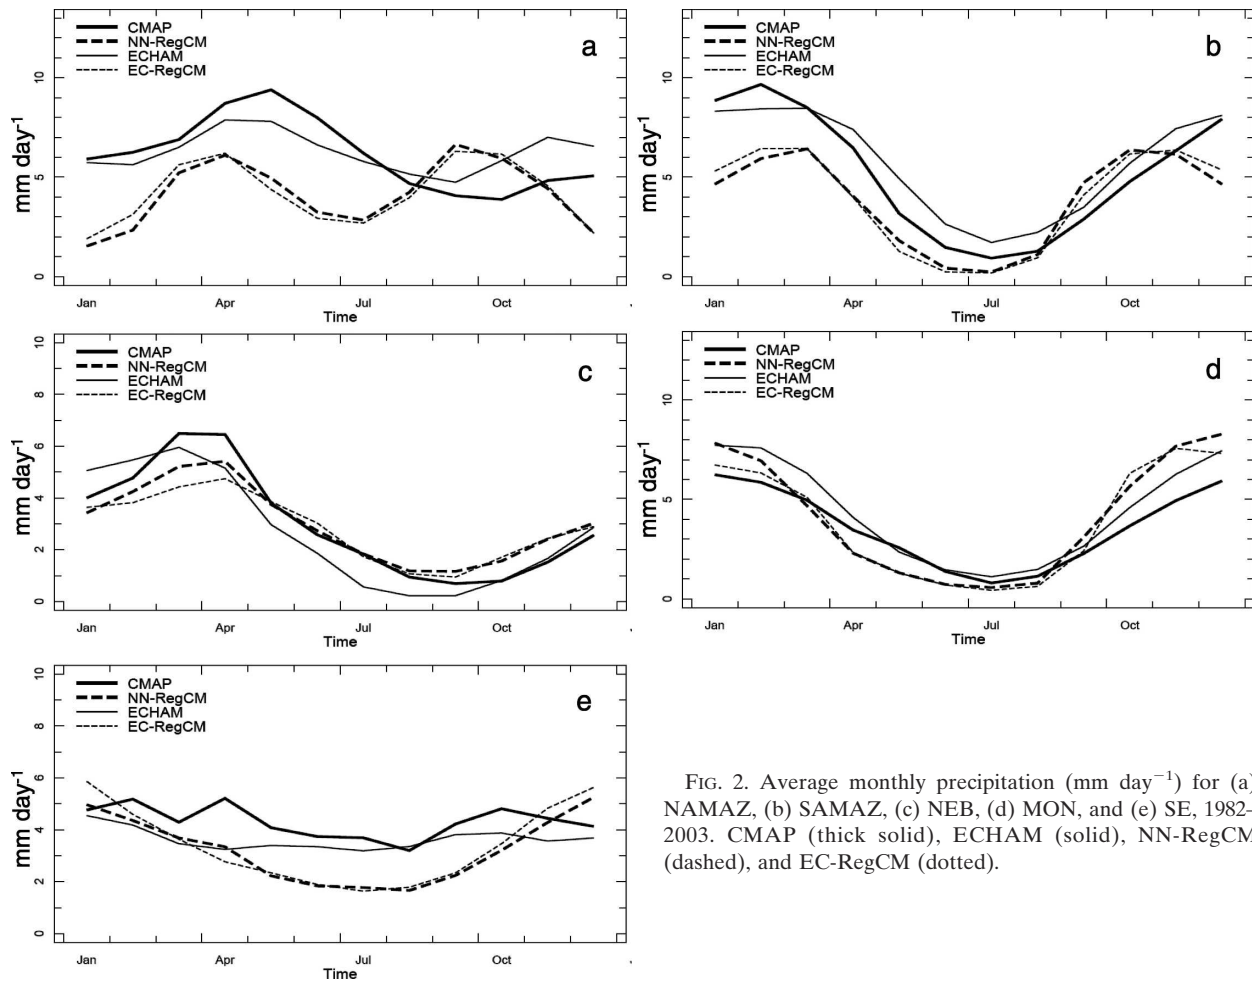 CMAP
NN-RegCM
ECHAM
EC-RegCM
a
mm day-1
0 5 10
Jan Apr Jul Oct J
Time
CMAP
NN-RegCM
ECHAM
EC-RegCM
b
mm day-1
0 5 10
Jan Apr Jul Oct
Time
CMAP
NN-RegCM
ECHAM
EC-RegCM
c
mm day-1
0 2 4 6 8 10
Jan Apr Jul Oct J
Time
CMAP
NN-RegCM
ECHAM
EC-RegCM
d
mm day-1
0 5 10
Jan Apr Jul Oct
Time
CMAP
NN-RegCM
ECHAM
EC-RegCM
e
mm day-1
0 2 4 6 8 10
Jan Apr Jul Oct J
Time
FIG. 2. Average monthly precipitation (mm day−1) for (a)
NAMAZ, (b) SAMAZ, (c) NEB, (d) MON, and (e) SE, 1982–
2003. CMAP (thick solid), ECHAM (solid), NN-RegCM
(dashed), and EC-RegCM (dotted).